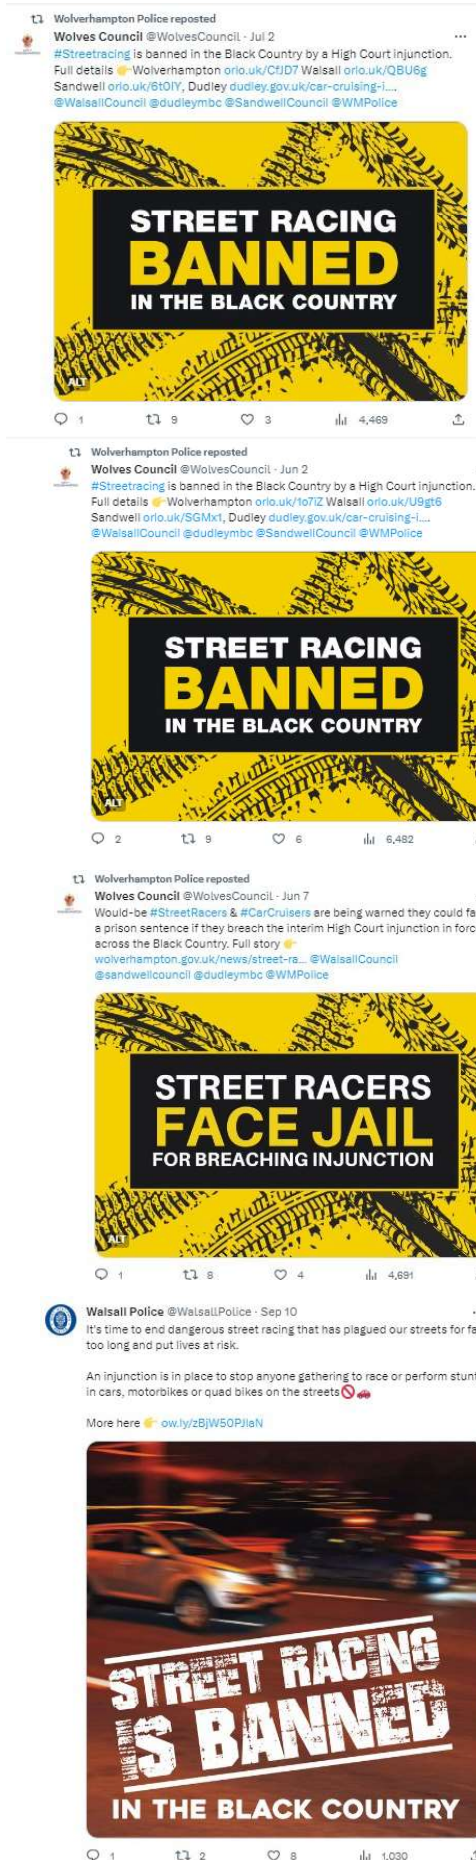 Wolverhampton Police reposted
Wolves Council @WolvesCouncil · Jul 2
#Streetracing is banned in the Black Country by a High Court injunction.
Full details 👉Wolverhampton orlo.uk/CfJD7 Walsall orlo.uk/QBU6g
Sandwell orlo.uk/6t0IY, Dudley dudley.gov.uk/car-cruising-i....
@WalsallCouncil @dudleymbc @SandwellCouncil @WMPolice
STREET RACING
BANNED
IN THE BLACK COUNTRY
ALT
1 9 3 4,469
Wolverhampton Police reposted
Wolves Council @WolvesCouncil · Jun 2
#Streetracing is banned in the Black Country by a High Court injunction.
Full details 👉Wolverhampton orlo.uk/1o7iZ Walsall orlo.uk/U9gt6
Sandwell orlo.uk/SGMx1, Dudley dudley.gov.uk/car-cruising-i....
@WalsallCouncil @dudleymbc @SandwellCouncil @WMPolice
STREET RACING
BANNED
IN THE BLACK COUNTRY
ALT
2 9 6 6,482
Wolverhampton Police reposted
Wolves Council @WolvesCouncil · Jun 7
Would-be #StreetRacers & #CarCruisers are being warned they could fa
a prison sentence if they breach the interim High Court injunction in forc
across the Black Country. Full story 👉
wolverhampton.gov.uk/news/street-ra... @WalsallCouncil
@sandwellcouncil @dudleymbc @WMPolice
STREET RACERS
FACE JAIL
FOR BREACHING INJUNCTION
ALT
1 8 4 4,691
Walsall Police @WalsallPolice · Sep 10
It's time to end dangerous street racing that has plagued our streets for fa
too long and put lives at risk.
An injunction is in place to stop anyone gathering to race or perform stunt
in cars, motorbikes or quad bikes on the streets🚫🚗
More here 👉 ow.ly/zBjW50PJIaN
STREET RACING
IS BANNED
IN THE BLACK COUNTRY
1 2 8 1,030